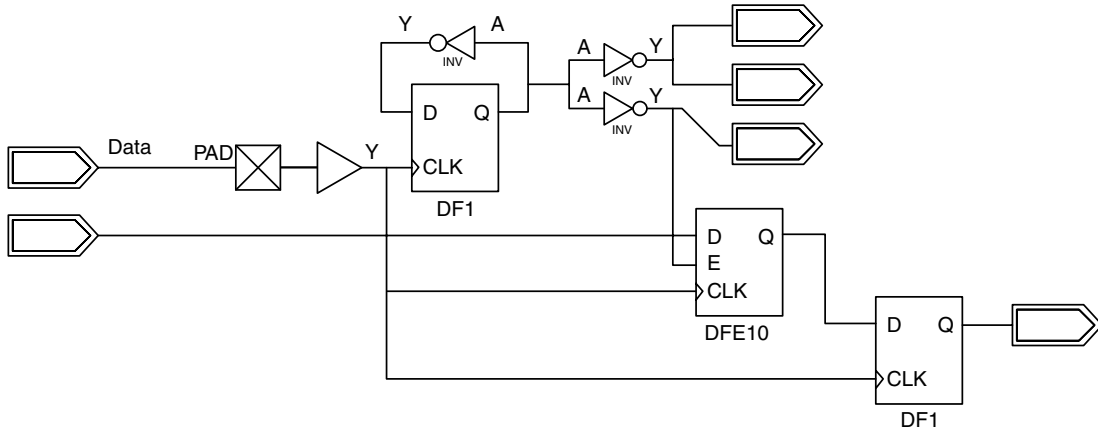 Y A
INV
A Y
INV
A Y
INV
D Q
CLK
DF1
Data PAD Y
D Q
E
CLK
DFE10
D Q
CLK
DF1